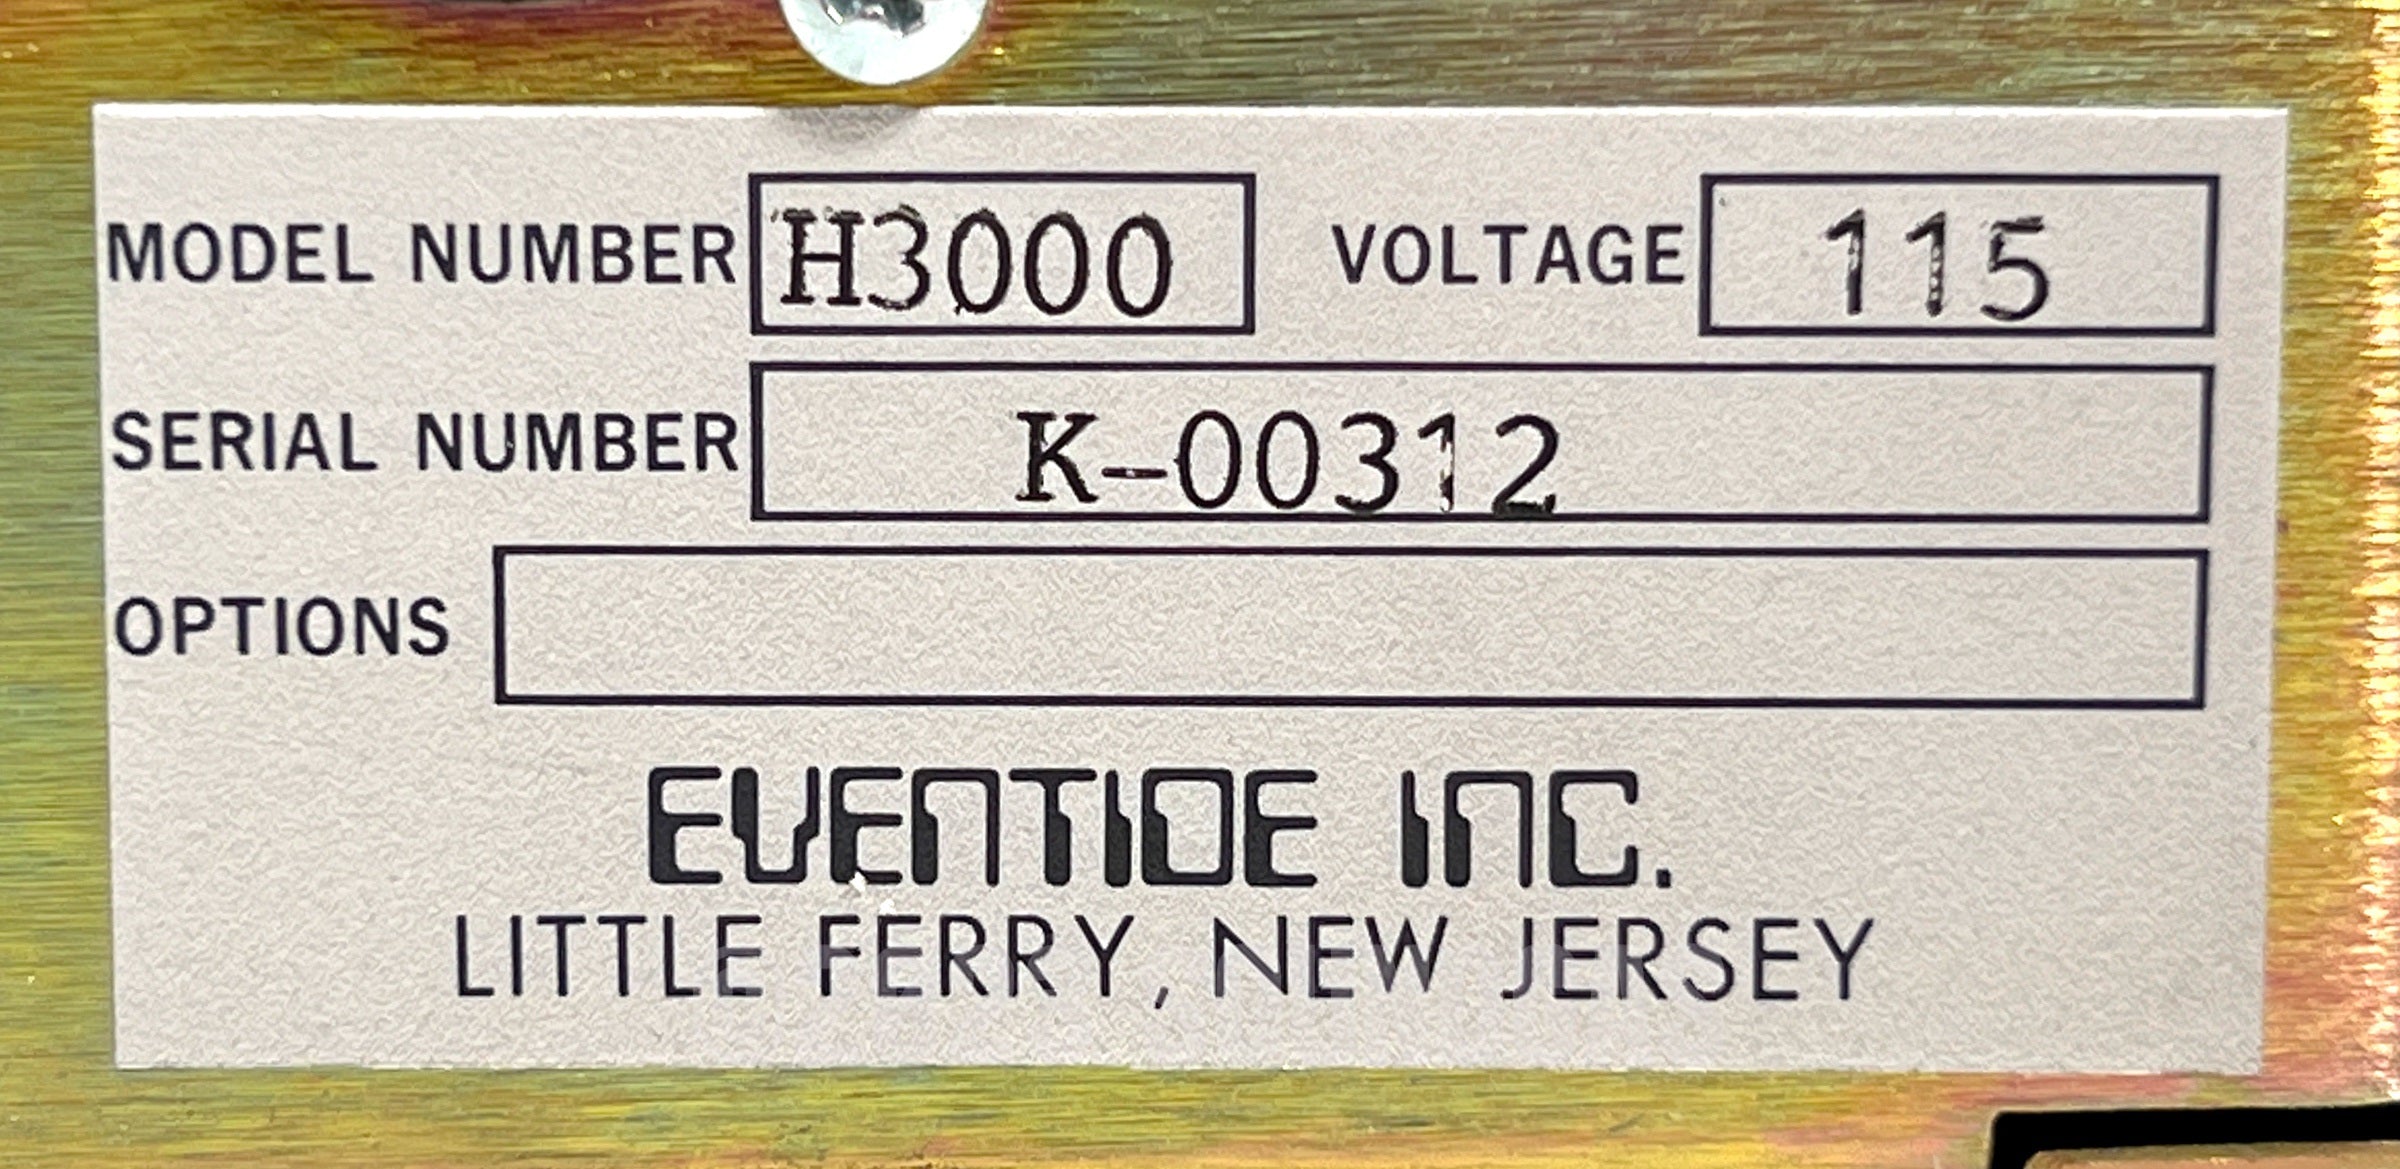 MODEL NUMBER H3000 VOLTAGE 115
SERIAL NUMBER K-00312
OPTIONS
EVENTIDE INC.
LITTLE FERRY, NEW JERSEY